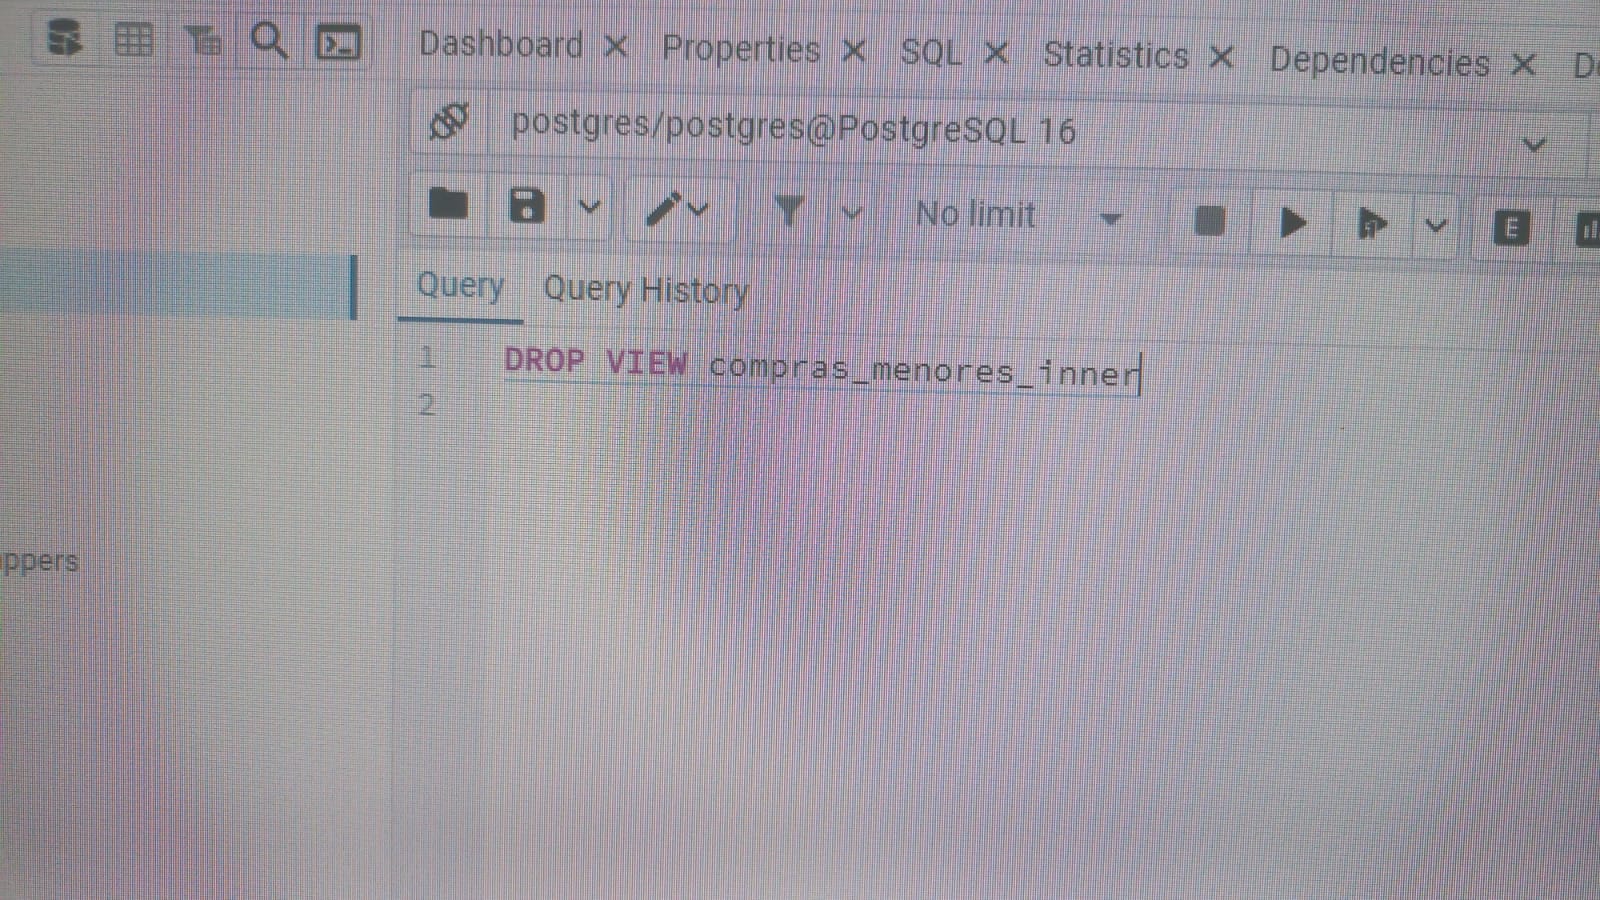 Dashboard X Properties X SQL X Statistics X Dependencies X
postgres/postgres@PostgreSQL 16
No limit
E
Query Query History
1 DROP VIEW compras_menores_inner
2
ppers